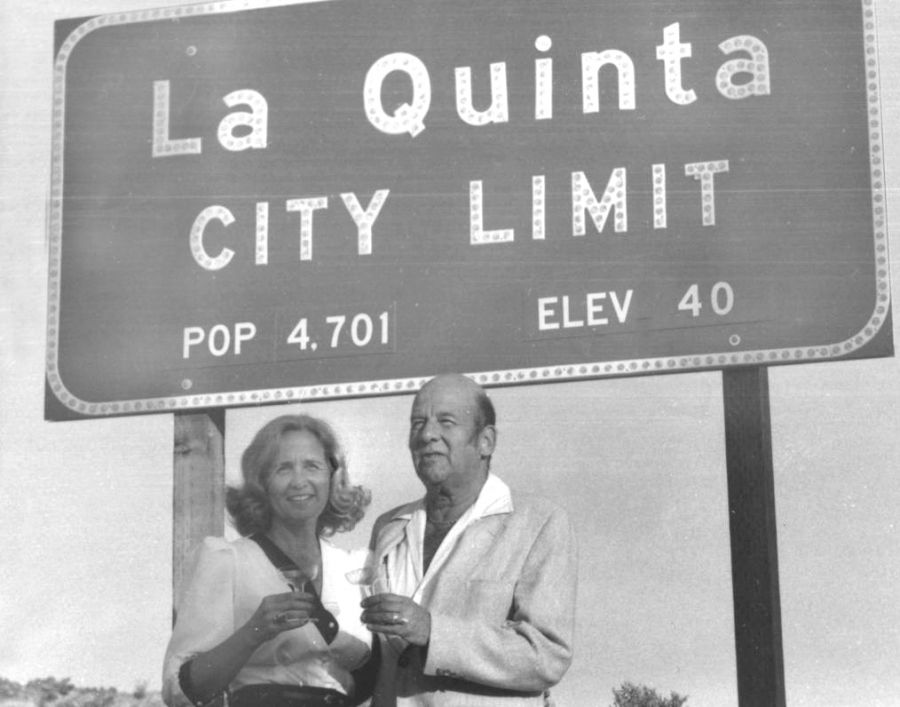 La Quinta
CITY LIMIT
POP 4,701 ELEV 40